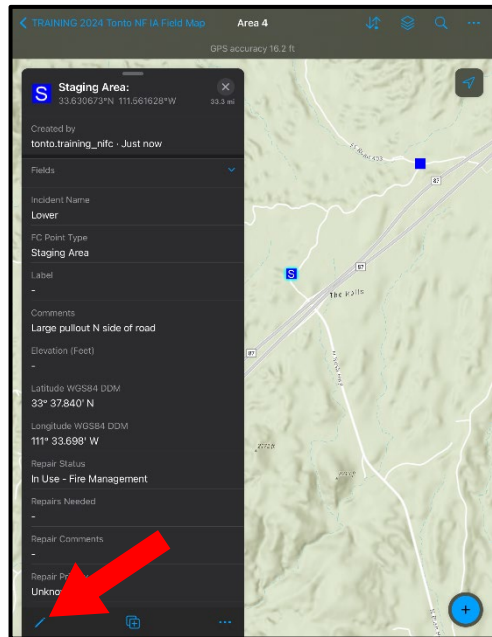 TRAINING 2024 Tonto NF IA Field Map
Area 4
GPS accuracy 16.2 ft
S
Staging Area:
33.630673°N 111.561628°W
33.3 mi
Created by
tonto.training_nifc · Just now
Fields
Incident Name
Lower
FC Point Type
Staging Area
Label
-
Comments
Large pullout N side of road
Elevation (Feet)
-
Latitude WGS84 DDM
33° 37.840' N
Longitude WGS84 DDM
111° 33.698' W
Repair Status
In Use - Fire Management
Repairs Needed
-
Repair Comments
-
Repair
87
S
87
The Rolls
87